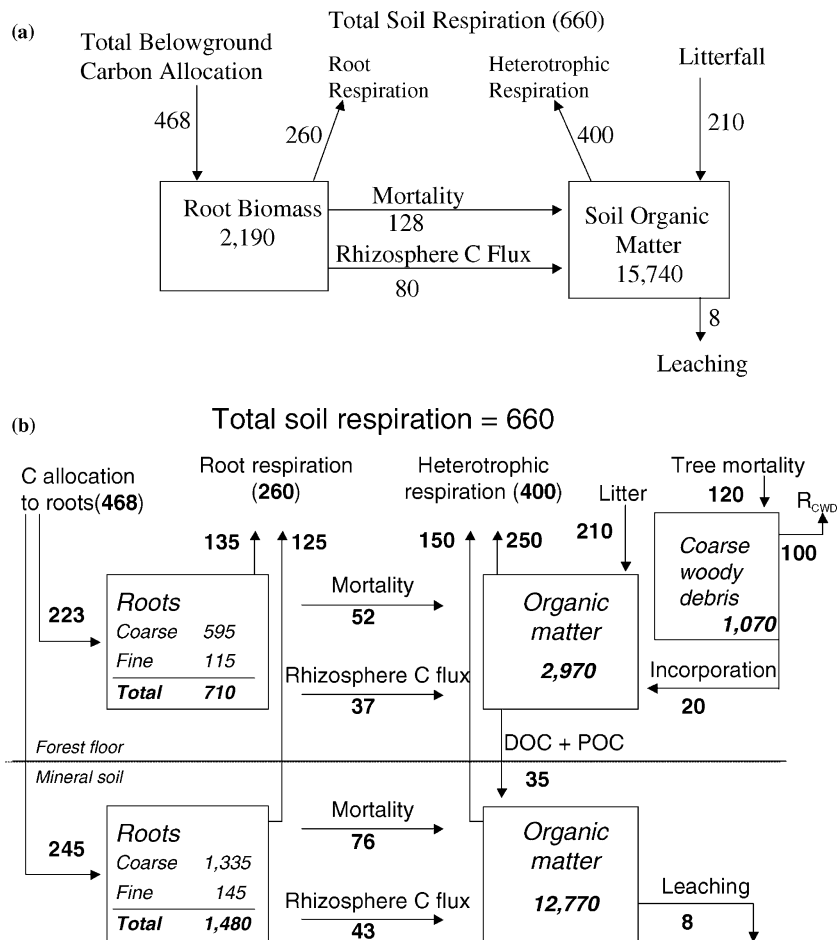 (a)
Total Soil Respiration (660)
Total Belowground
Carbon Allocation
Root
Respiration
Heterotrophic
Respiration
Litterfall
468
260
400
210
Root Biomass
2,190
Mortality
128
Rhizosphere C Flux
80
Soil Organic
Matter
15,740
8
Leaching
(b)
Total soil respiration = 660
C allocation
to roots(468)
Root respiration
(260)
Heterotrophic
respiration (400)
Litter
210
Tree mortality
120
RCWD
100
135
125
150
250
223
Roots
Coarse 595
Fine 115
Total 710
Mortality
52
Rhizosphere C flux
37
Organic
matter
2,970
Coarse
woody
debris
1,070
Incorporation
20
DOC + POC
35
Forest floor
Mineral soil
245
Roots
Coarse 1,335
Fine 145
Total 1,480
Mortality
76
Rhizosphere C flux
43
Organic
matter
12,770
Leaching
8